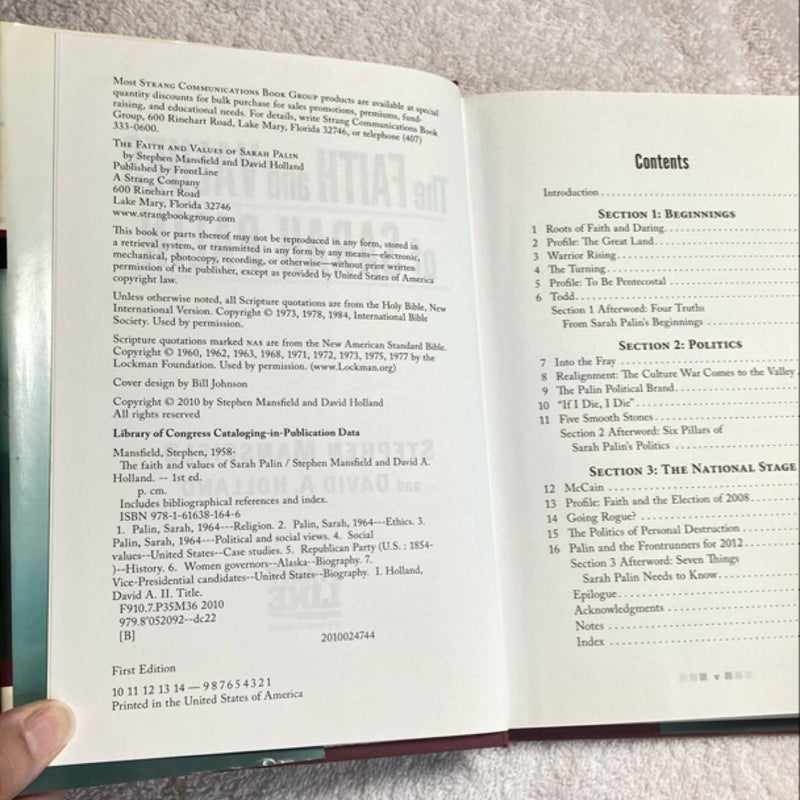 Most Strang Communications Book Group products are available at special
quantity discounts for bulk purchase for sales promotions, premiums, fund-
raising, and educational needs. For details, write Strang Communications Book
Group, 600 Rinehart Road, Lake Mary, Florida 32746, or telephone (407)
333-0600.
The Faith and Values of Sarah Palin
by Stephen Mansfield and David Holland
Published by FrontLine
A Strang Company
600 Rinehart Road
Lake Mary, Florida 32746
www.strangbookgroup.com
This book or parts thereof may not be reproduced in any form, stored in
a retrieval system, or transmitted in any form by any means—electronic,
mechanical, photocopy, recording, or otherwise—without prior written
permission of the publisher, except as provided by United States of America
copyright law.
Unless otherwise noted, all Scripture quotations are from the Holy Bible, New
International Version. Copyright © 1973, 1978, 1984, International Bible
Society. Used by permission.
Scripture quotations marked NAS are from the New American Standard Bible.
Copyright © 1960, 1962, 1963, 1968, 1971, 1972, 1973, 1975, 1977 by the
Lockman Foundation. Used by permission. (www.Lockman.org)
Cover design by Bill Johnson
Copyright © 2010 by Stephen Mansfield and David Holland
All rights reserved
Library of Congress Cataloging-in-Publication Data
Mansfield, Stephen, 1958-
The faith and values of Sarah Palin / Stephen Mansfield and David A.
Holland. -- 1st ed.
p. cm.
Includes bibliographical references and index.
ISBN 978-1-61638-164-6
1. Palin, Sarah, 1964---Religion. 2. Palin, Sarah, 1964---Ethics. 3.
Palin, Sarah, 1964---Political and social views. 4. Social
values--United States--Case studies. 5. Republican Party (U.S. : 1854-
)--History. 6. Women governors--Alaska--Biography. 7.
Vice-Presidential candidates--United States--Biography. I. Holland,
David A. II. Title.
F910.7.P35M36 2010
979.8'052092--dc22
[B] 2010024744
First Edition
10 11 12 13 14 — 9 8 7 6 5 4 3 2 1
Printed in the United States of America
Contents
Introduction
Section 1: Beginnings
1 Roots of Faith and Daring
2 Profile: The Great Land
3 Warrior Rising
4 The Turning
5 Profile: To Be Pentecostal
6 Todd
Section 1 Afterword: Four Truths
From Sarah Palin's Beginnings
Section 2: Politics
7 Into the Fray
8 Realignment: The Culture War Comes to the Valley
9 The Palin Political Brand
10 "If I Die, I Die"
11 Five Smooth Stones
Section 2 Afterword: Six Pillars of
Sarah Palin's Politics
Section 3: The National Stage
12 McCain
13 Profile: Faith and the Election of 2008
14 Going Rogue?
15 The Politics of Personal Destruction
16 Palin and the Frontrunners for 2012
Section 3 Afterword: Seven Things
Sarah Palin Needs to Know
Epilogue
Acknowledgments
Notes
Index
v